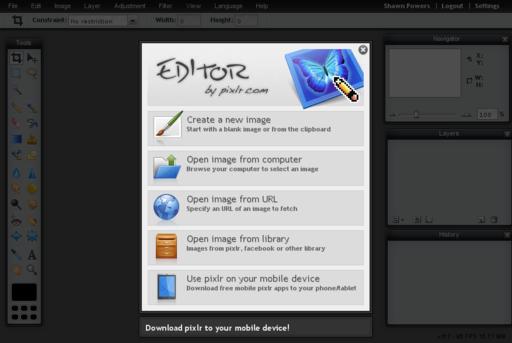 File Edit Image Layer Adjustment Filter View Language Help
Shawn Powers | Logout | Settings
Constraint: No restriction Width: 0 Height: 0
Tools
Navigator
X:
Y:
W:
H:
100 %
Layers
History
EDITOR
by pixlr.com
Create a new image
Start with a blank image or from the clipboard
Open image from computer
Browse your computer to select an image
Open image from URL
Specify an URL of an image to fetch
Open image from library
Images from pixlr, facebook or other library
Use pixlr on your mobile device
Download free mobile pixlr apps to your phone/tablet
Download pixlr to your mobile device!